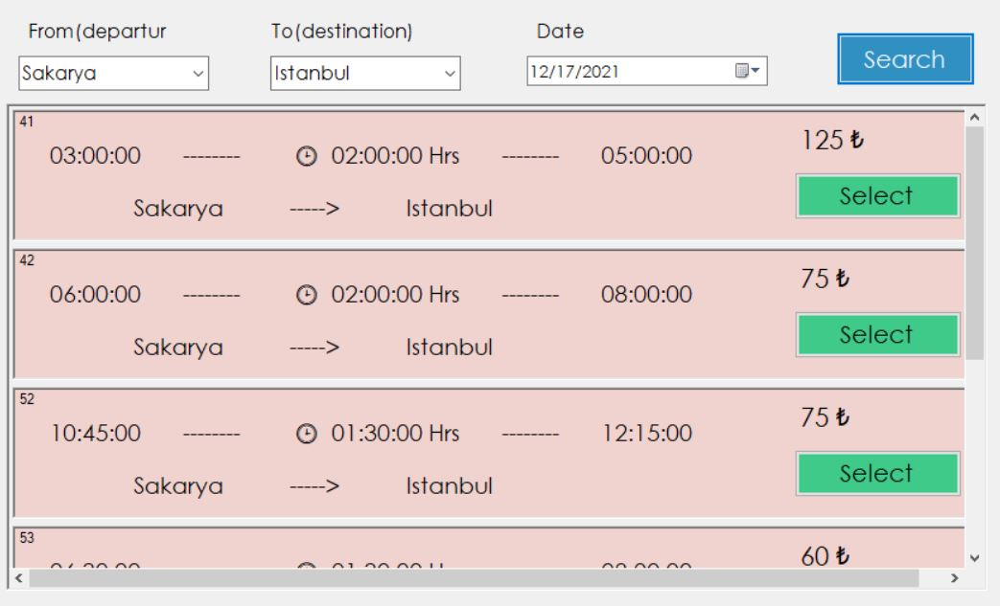 From(departur To(destination) Date
Sakarya Istanbul 12/17/2021 Search
41
03:00:00 -------- 02:00:00 Hrs -------- 05:00:00 125 ₺
Sakarya -----> Istanbul Select
42
06:00:00 -------- 02:00:00 Hrs -------- 08:00:00 75 ₺
Sakarya -----> Istanbul Select
52
10:45:00 -------- 01:30:00 Hrs -------- 12:15:00 75 ₺
Sakarya -----> Istanbul Select
53
60 ₺